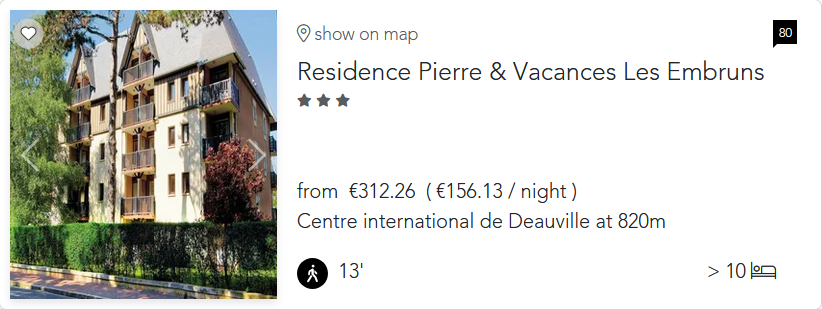 show on map
80
Residence Pierre & Vacances Les Embruns
from €312.26 ( €156.13 / night )
Centre international de Deauville at 820m
13'
> 10